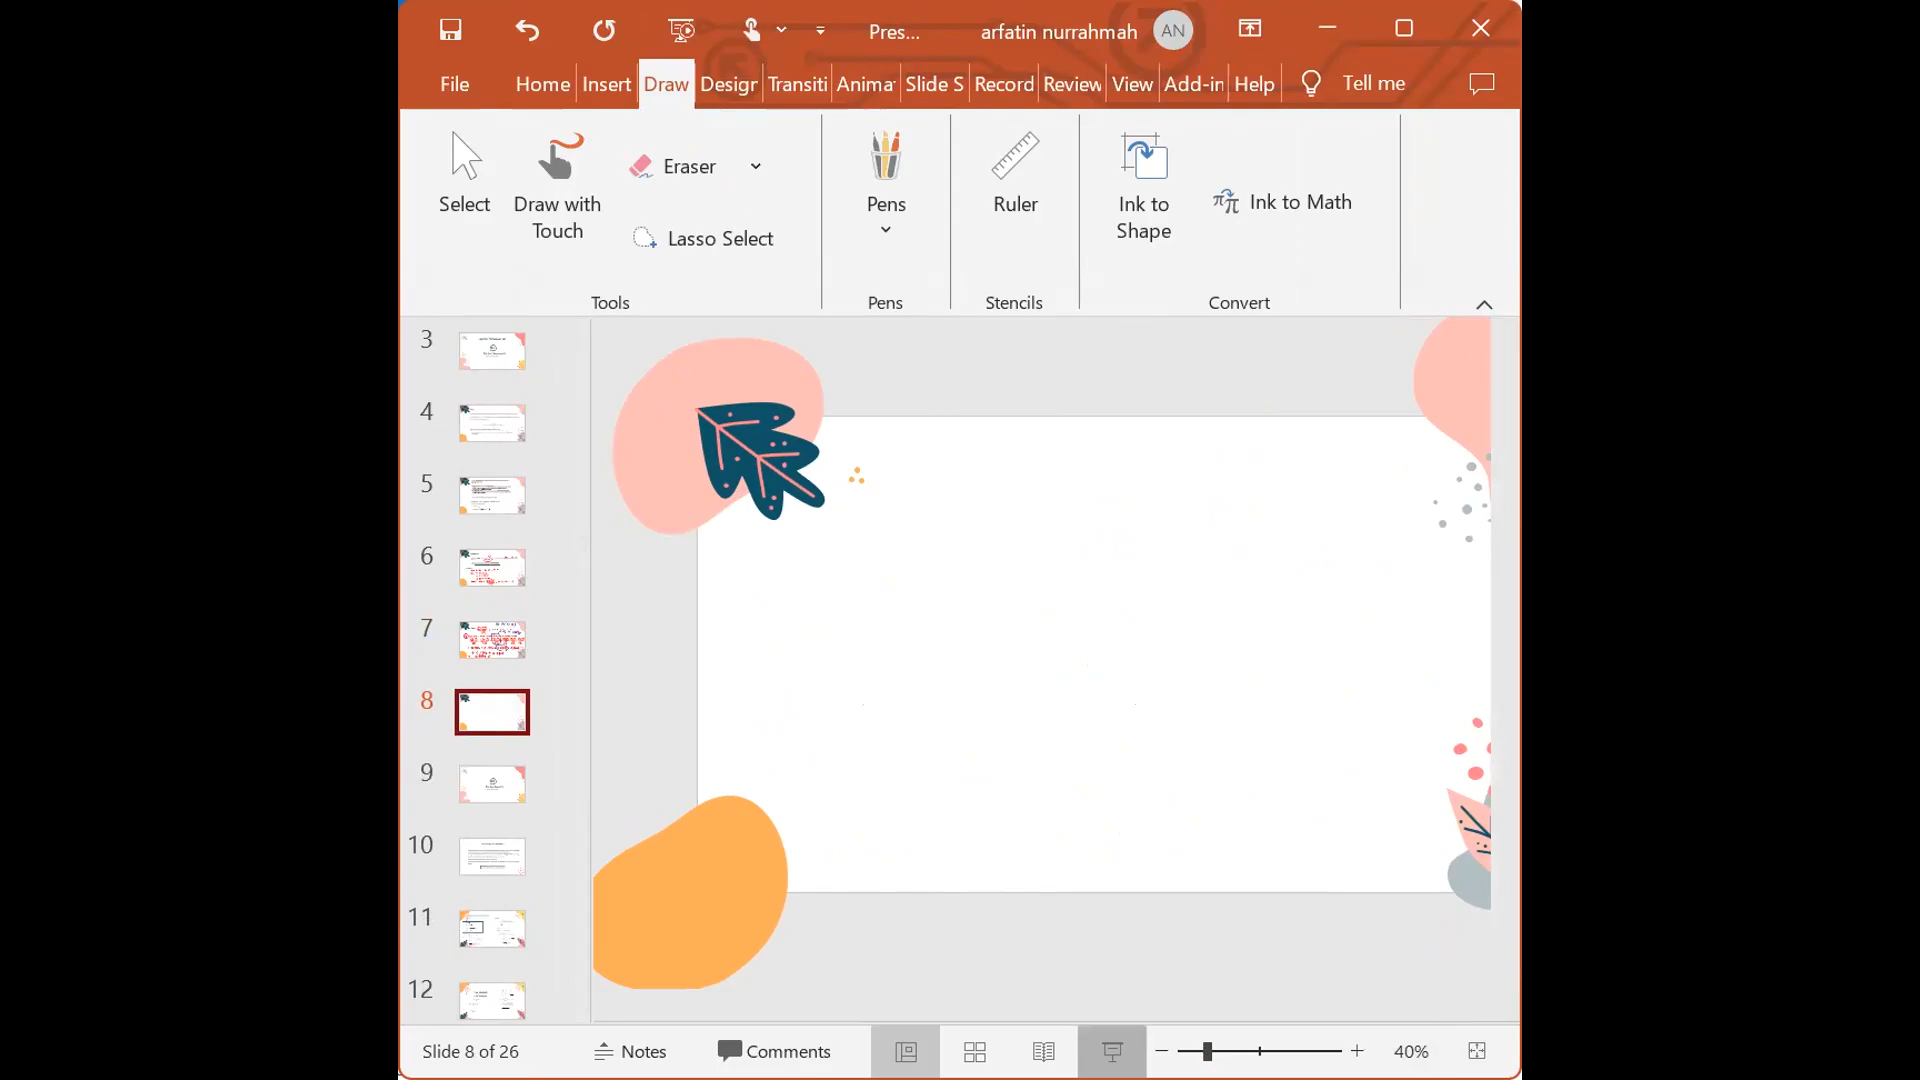 Pres... arfatin nurrahmah AN
File Home Insert Draw Design Transiti Anima Slide S Record Review View Add-in Help Tell me
Select
Draw with
Touch
Eraser
Lasso Select
Pens
Ruler
Ink to
Shape
Ink to Math
Tools Pens Stencils Convert
3
4
5
6
7
8
9
10
11
12
Slide 8 of 26 Notes Comments 40%